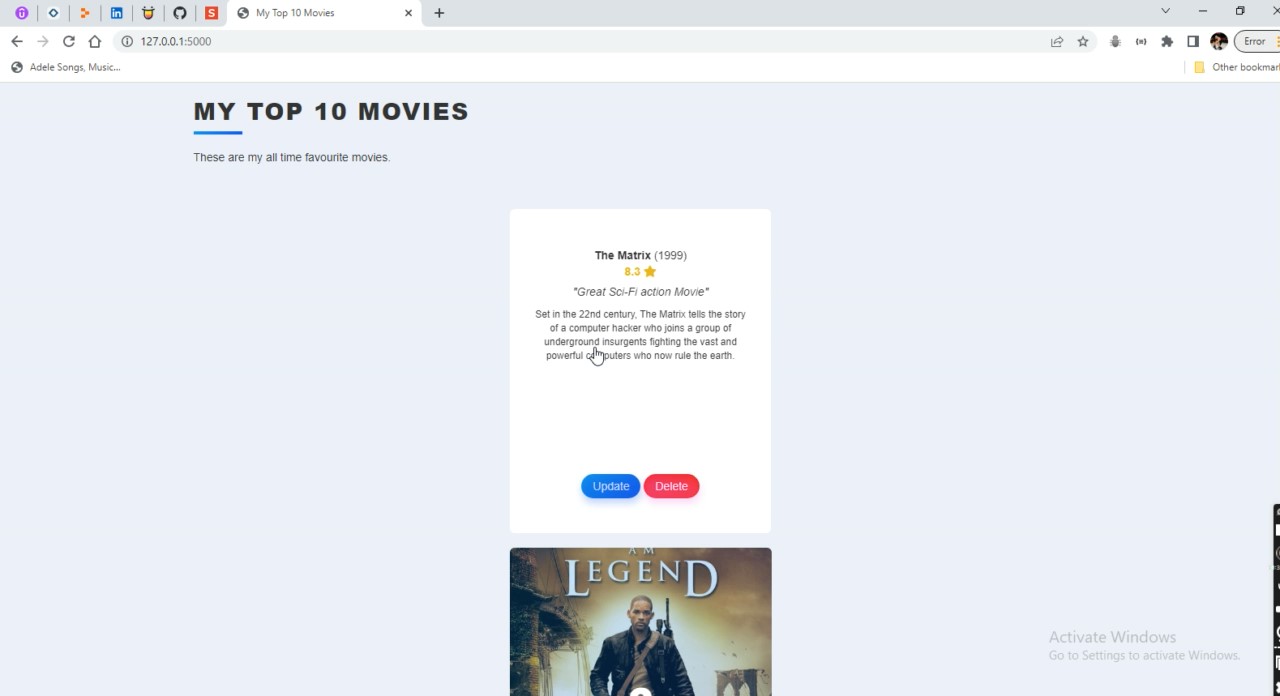 My Top 10 Movies
127.0.0.1:5000
Error
Adele Songs, Music...
Other bookmar
MY TOP 10 MOVIES
These are my all time favourite movies.
The Matrix (1999)
8.3
"Great Sci-Fi action Movie"
Set in the 22nd century, The Matrix tells the story
of a computer hacker who joins a group of
underground insurgents fighting the vast and
powerful computers who now rule the earth.
Update Delete
AM
LEGEND
Activate Windows
Go to Settings to activate Windows.